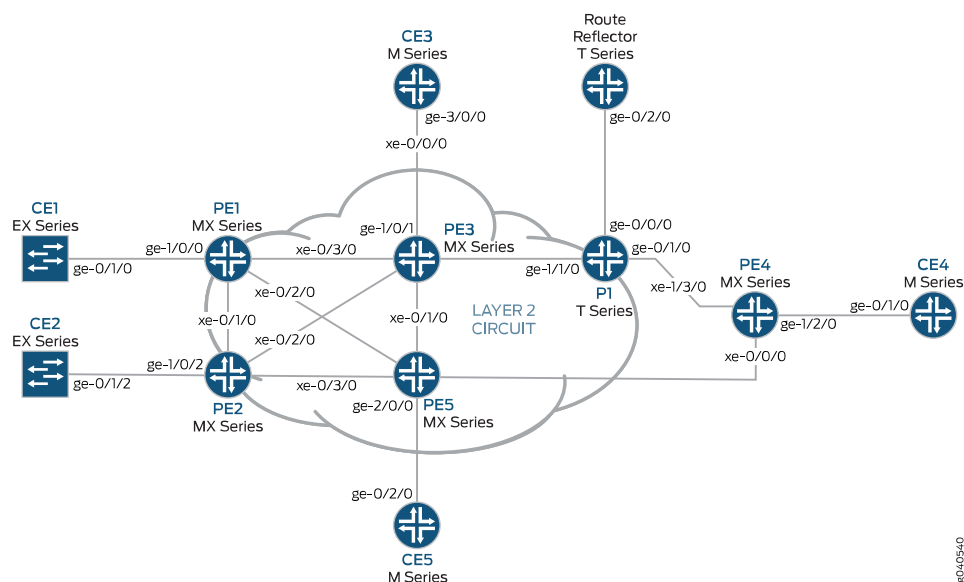 CE3
M Series
Route
Reflector
T Series
ge-3/0/0
ge-0/2/0
xe-0/0/0
CE1
EX Series
PE1
MX Series
ge-1/0/1
PE3
MX Series
ge-0/0/0
ge-0/1/0
ge-1/0/0
ge-0/1/0
xe-0/3/0
ge-1/1/0
P1
T Series
PE4
MX Series
CE4
M Series
xe-0/2/0
xe-1/3/0
LAYER 2
CIRCUIT
xe-0/1/0
xe-0/1/0
ge-0/1/0
ge-1/2/0
CE2
EX Series
xe-0/2/0
ge-1/0/2
xe-0/0/0
ge-0/1/2
xe-0/3/0
PE2
MX Series
ge-2/0/0
PE5
MX Series
ge-0/2/0
CE5
M Series
g040540